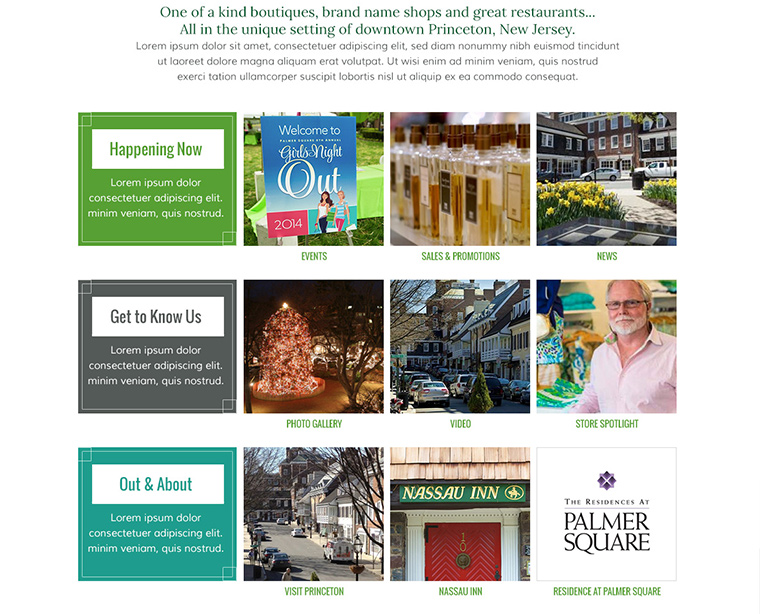 One of a kind boutiques, brand name shops and great restaurants...
All in the unique setting of downtown Princeton, New Jersey.
Lorem ipsum dolor sit amet, consectetuer adipiscing elit, sed diam nonummy nibh euismod tincidunt
ut laoreet dolore magna aliquam erat volutpat. Ut wisi enim ad minim veniam, quis nostrud
exerci tation ullamcorper suscipit lobortis nisl ut aliquip ex ea commodo consequat.
Happening Now
Lorem ipsum dolor
consectetuer adipiscing elit.
minim veniam, quis nostrud.
Welcome to
PALMER SQUARE 5TH ANNUAL
Girls Night
Out
2014
EVENTS
SALES & PROMOTIONS
NEWS
Get to Know Us
Lorem ipsum dolor
consectetuer adipiscing elit.
minim veniam, quis nostrud.
PHOTO GALLERY
VIDEO
STORE SPOTLIGHT
Out & About
Lorem ipsum dolor
consectetuer adipiscing elit.
minim veniam, quis nostrud.
VISIT PRINCETON
NASSAU INN
10
NASSAU INN
THE RESIDENCES AT
PALMER
SQUARE
RESIDENCE AT PALMER SQUARE